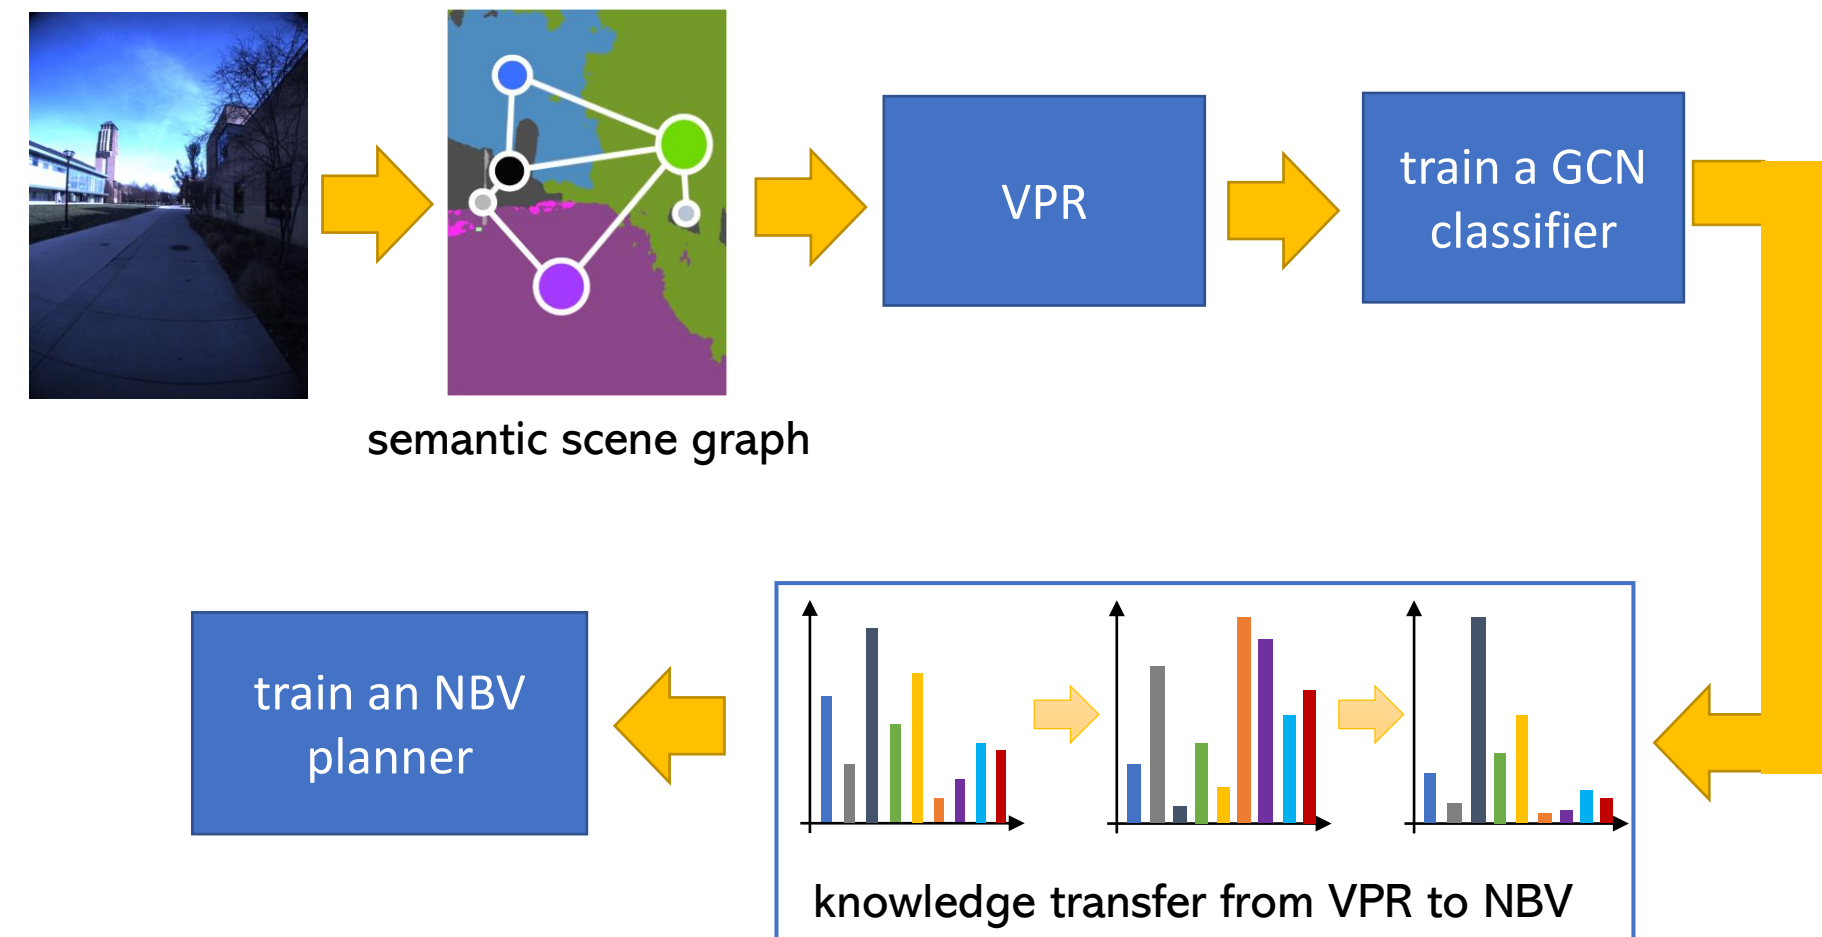 semantic scene graph
VPR
train a GCN
classifier
knowledge transfer from VPR to NBV
train an NBV
planner